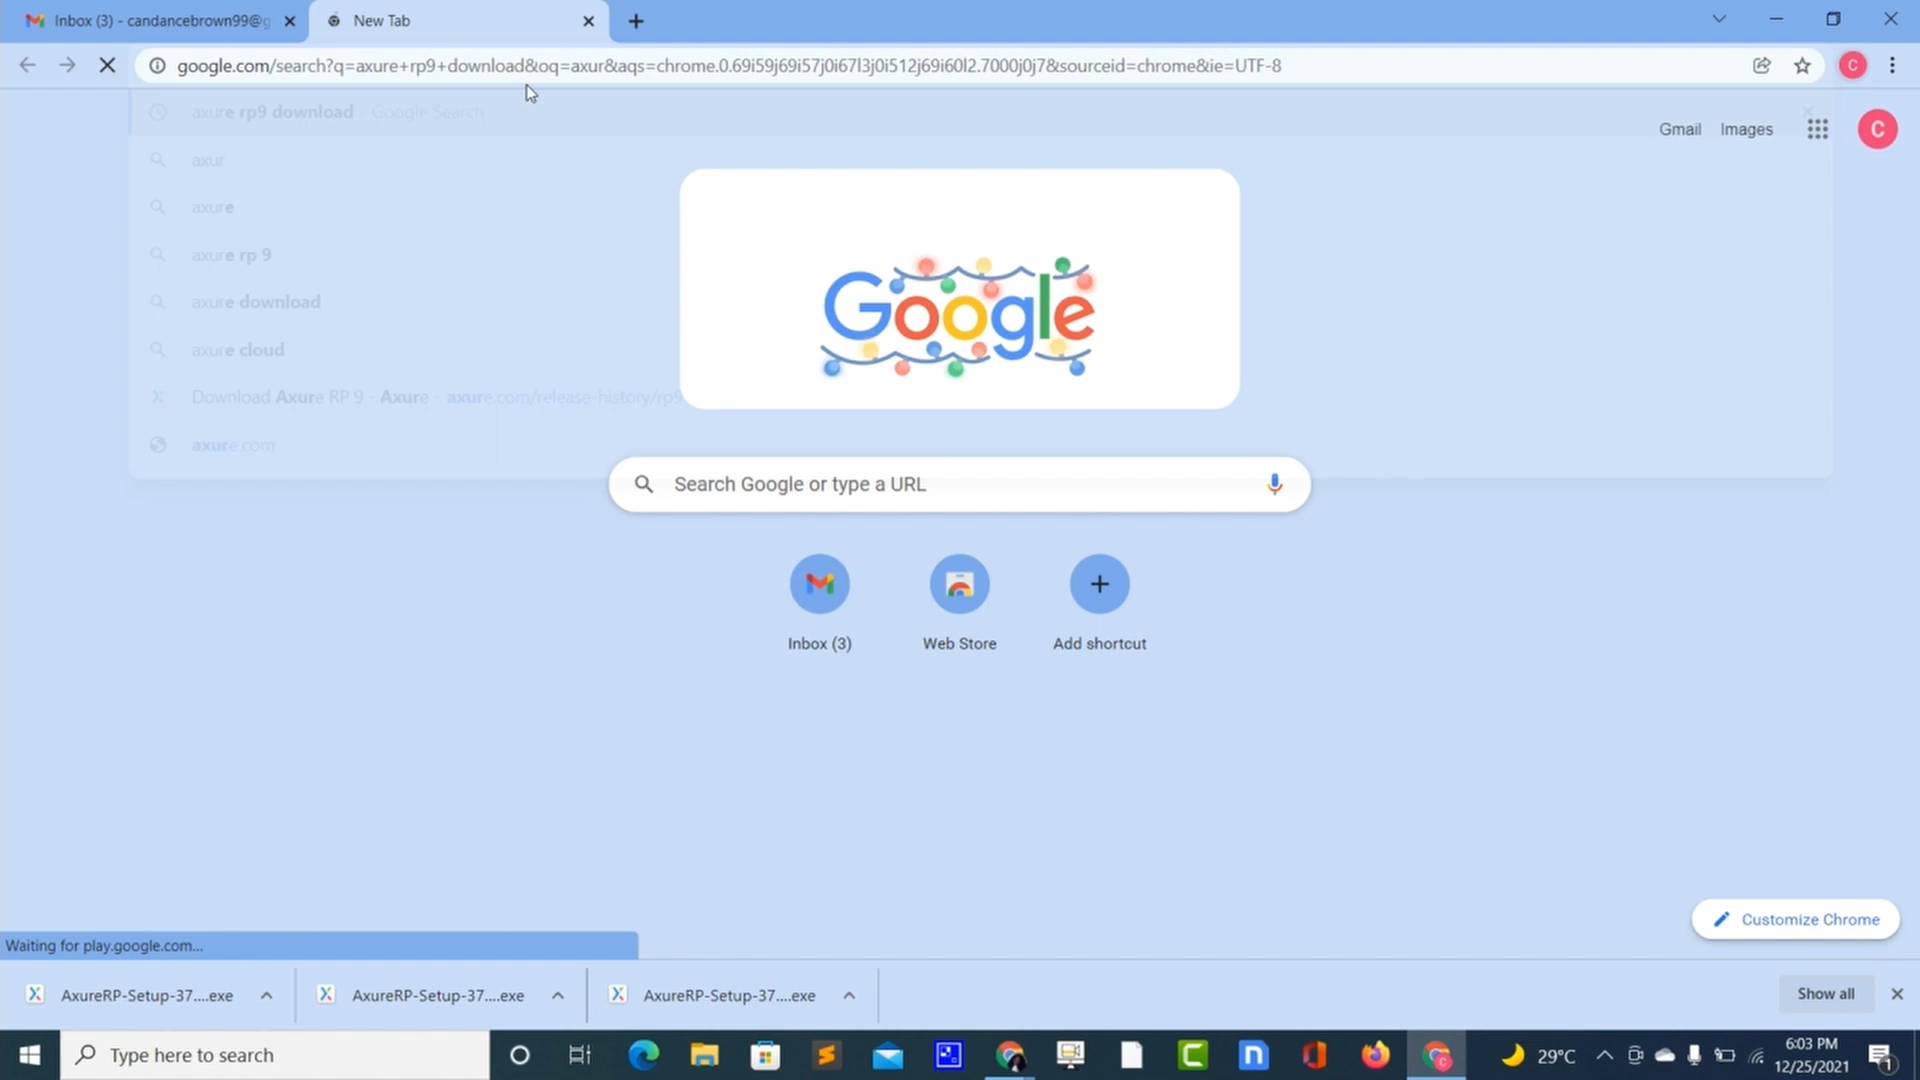 Inbox (3) - candancebrown99@g
New Tab
google.com/search?q=axure+rp9+download&oq=axur&aqs=chrome.0.69i59j69i57j0i67l3j0i512j69i60l2.7000j0j7&sourceid=chrome&ie=UTF-8
C
axure rp9 download - Google Search
Gmail
Images
C
axur
axure
axure rp 9
axure download
axure cloud
Download Axure RP 9 - Axure - axure.com/release-history/rp9
axure.com
Google
Search Google or type a URL
Inbox (3)
Web Store
Add shortcut
Customize Chrome
Waiting for play.google.com...
AxureRP-Setup-37....exe
AxureRP-Setup-37....exe
AxureRP-Setup-37....exe
Show all
Type here to search
29°C
6:03 PM
12/25/2021
1